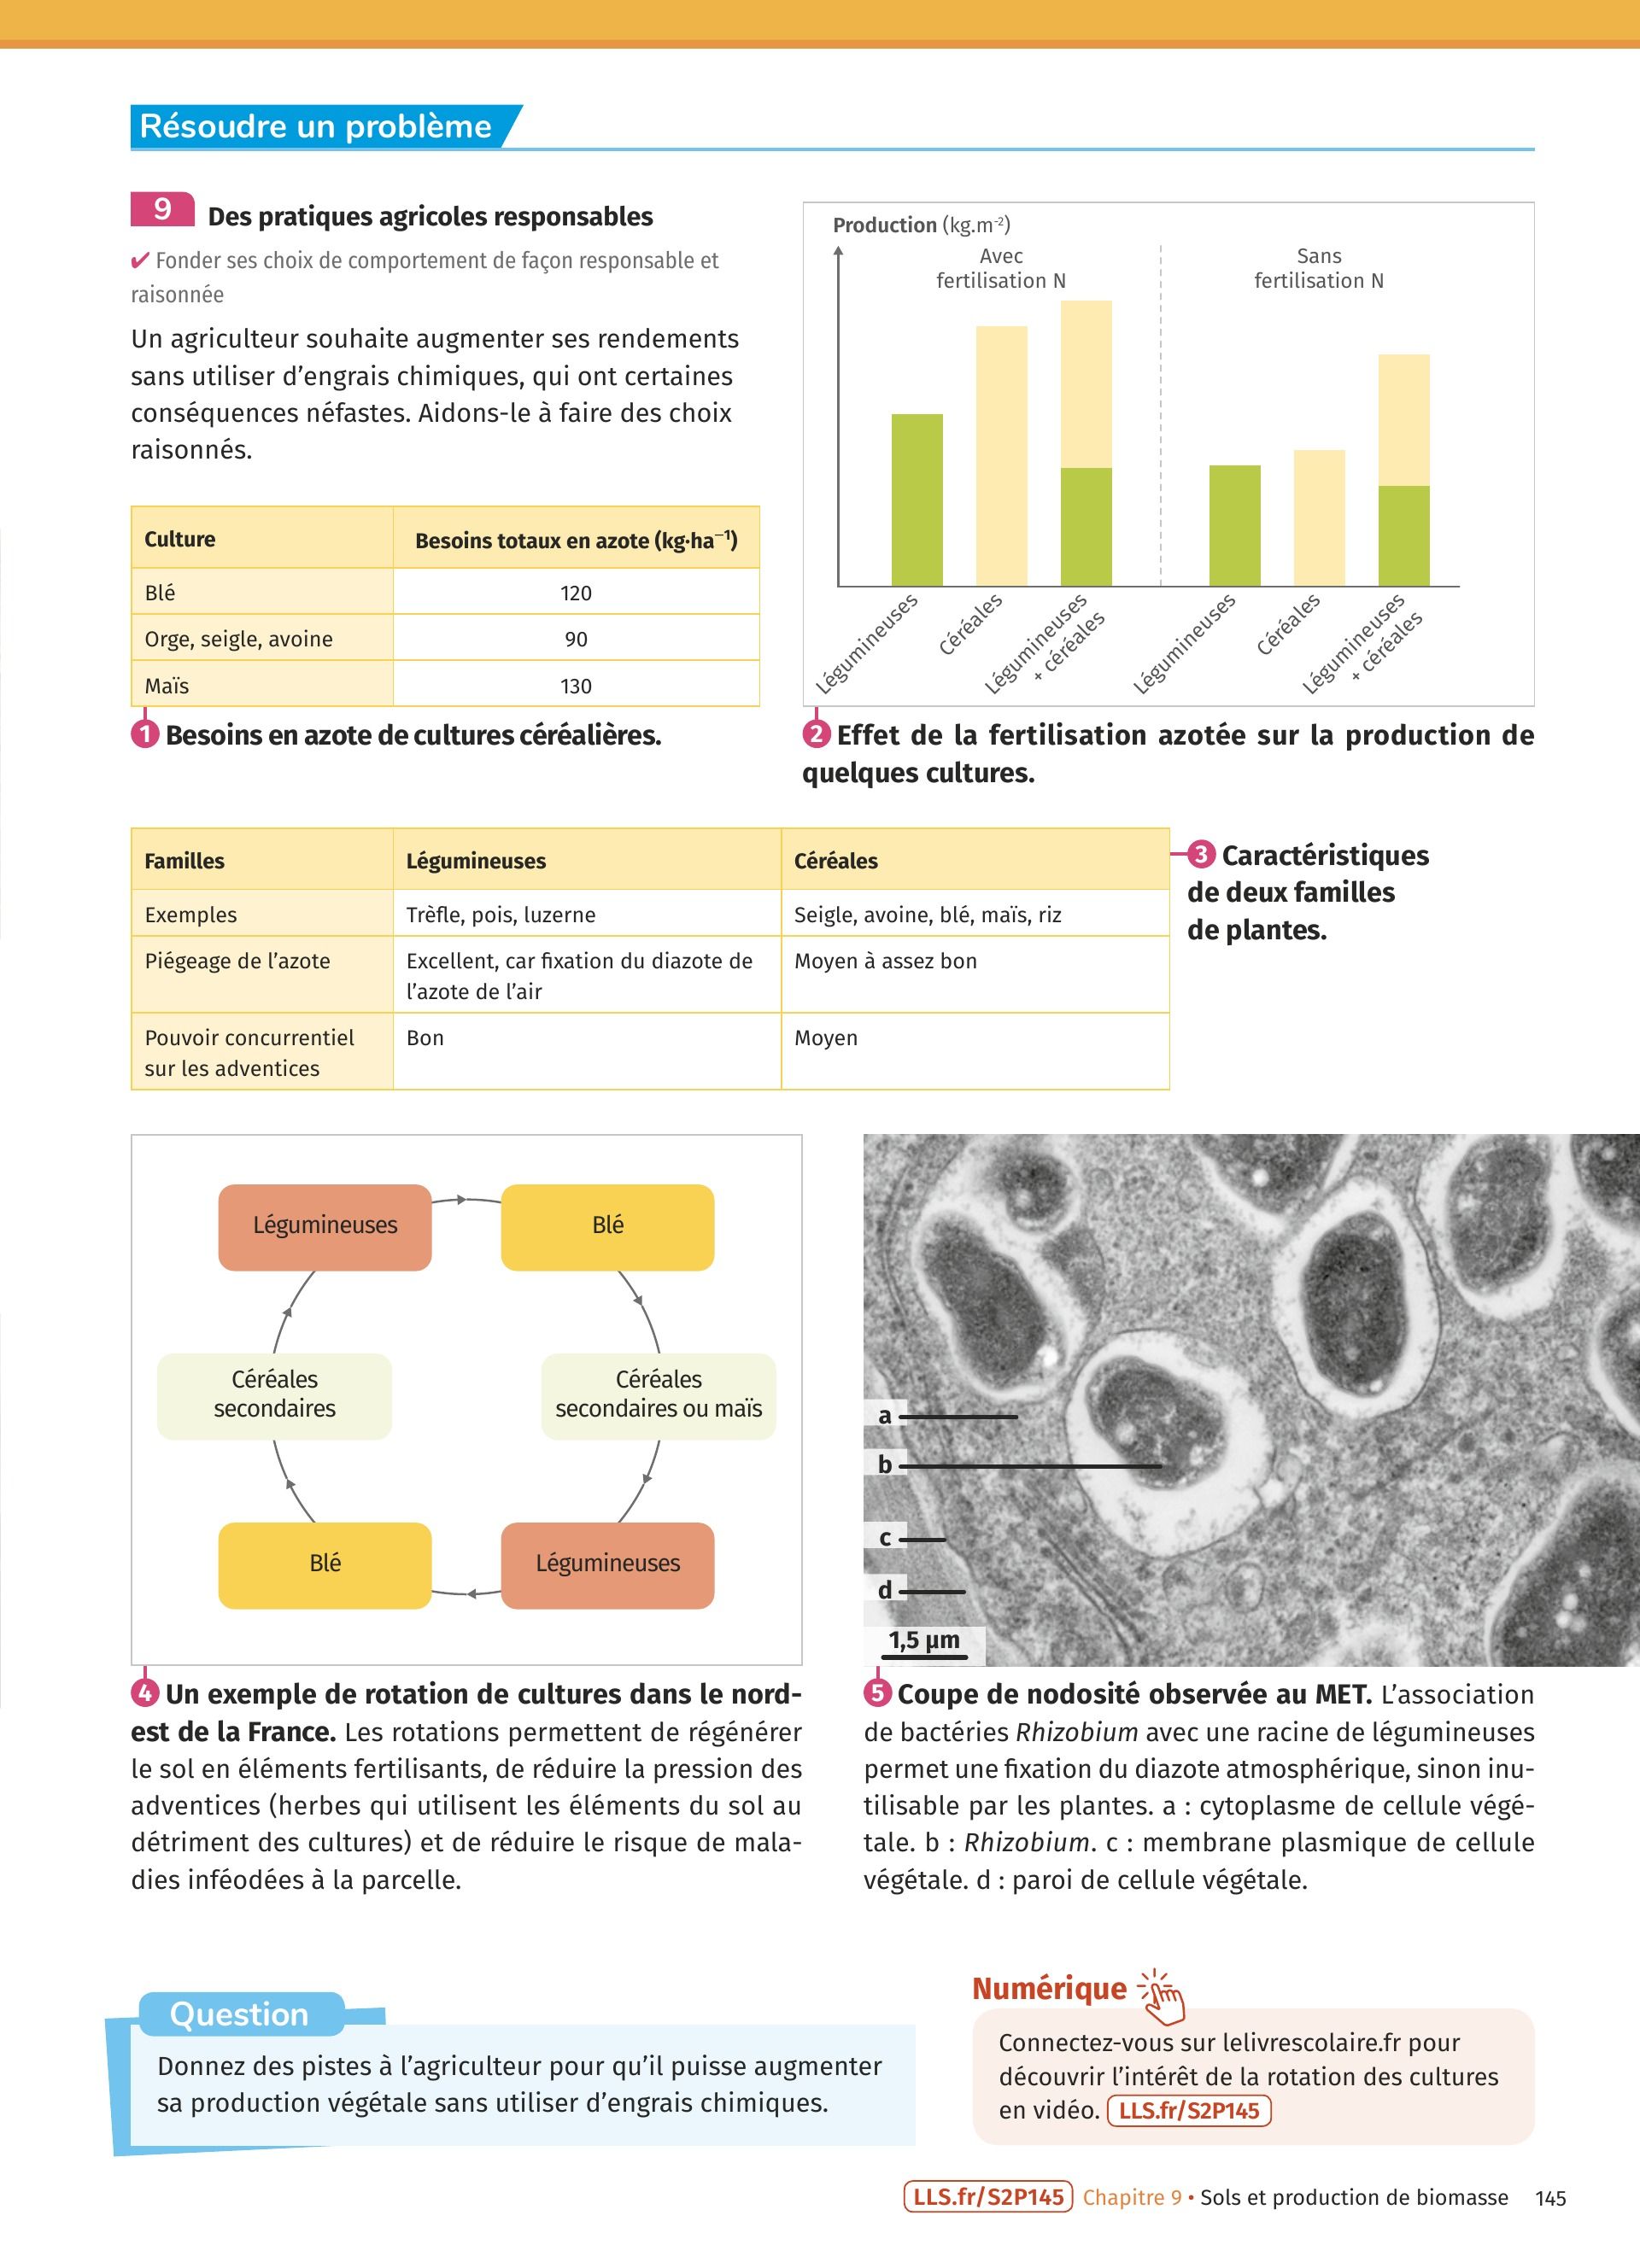 Résoudre un problème
9 Des pratiques agricoles responsables
✔ Fonder ses choix de comportement de façon responsable et
raisonnée
Un agriculteur souhaite augmenter ses rendements
sans utiliser d’engrais chimiques, qui ont certaines
conséquences néfastes. Aidons-le à faire des choix
raisonnés.
Culture Besoins totaux en azote (kg·ha⁻¹)
Blé 120
Orge, seigle, avoine 90
Maïs 130
1 Besoins en azote de cultures céréalières.
Production (kg.m⁻²)
Avec
fertilisation N
Sans
fertilisation N
Légumineuses
Céréales
Légumineuses
+ céréales
Légumineuses
Céréales
Légumineuses
+ céréales
2 Effet de la fertilisation azotée sur la production de
quelques cultures.
Familles Légumineuses Céréales
Exemples Trèfle, pois, luzerne Seigle, avoine, blé, maïs, riz
Piégeage de l’azote Excellent, car fixation du diazote de Moyen à assez bon
l’azote de l’air
Pouvoir concurrentiel Bon Moyen
sur les adventices
3 Caractéristiques
de deux familles
de plantes.
Légumineuses
Blé
Céréales
secondaires
Céréales
secondaires ou maïs
Blé
Légumineuses
4 Un exemple de rotation de cultures dans le nord-
est de la France. Les rotations permettent de régénérer
le sol en éléments fertilisants, de réduire la pression des
adventices (herbes qui utilisent les éléments du sol au
détriment des cultures) et de réduire le risque de mala-
dies inféodées à la parcelle.
a
b
c
d
1,5 µm
5 Coupe de nodosité observée au MET. L’association
de bactéries Rhizobium avec une racine de légumineuses
permet une fixation du diazote atmosphérique, sinon inu-
tilisable par les plantes. a : cytoplasme de cellule végé-
tale. b : Rhizobium. c : membrane plasmique de cellule
végétale. d : paroi de cellule végétale.
Question
Donnez des pistes à l’agriculteur pour qu’il puisse augmenter
sa production végétale sans utiliser d’engrais chimiques.
Numérique
Connectez-vous sur lelivrescolaire.fr pour
découvrir l’intérêt de la rotation des cultures
en vidéo. LLS.fr/S2P145
LLS.fr/S2P145 Chapitre 9 • Sols et production de biomasse 145